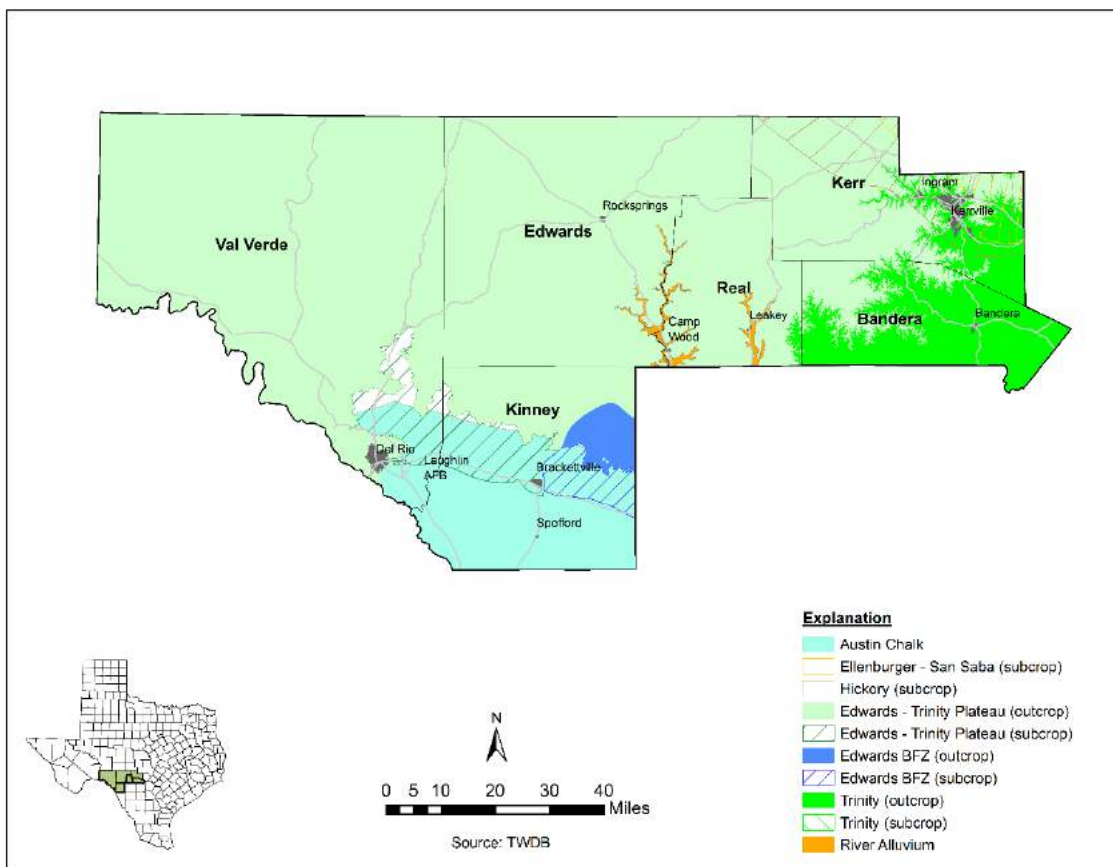 Kerr
Ingram
Rocksprings
Kerrville
Val Verde
Edwards
Real
Leakey
Camp
Wood
Bandera
Bandera
Kinney
Del Rio
Laughlin
AFB
Brackettville
Spofford
Explanation
Austin Chalk
Ellenburger - San Saba (subcrop)
Hickory (subcrop)
Edwards - Trinity Plateau (outcrop)
Edwards - Trinity Plateau (subcrop)
Edwards BFZ (outcrop)
Edwards BFZ (subcrop)
Trinity (outcrop)
Trinity (subcrop)
River Alluvium
N
0 5 10 20 30 40
Miles
Source: TWDB